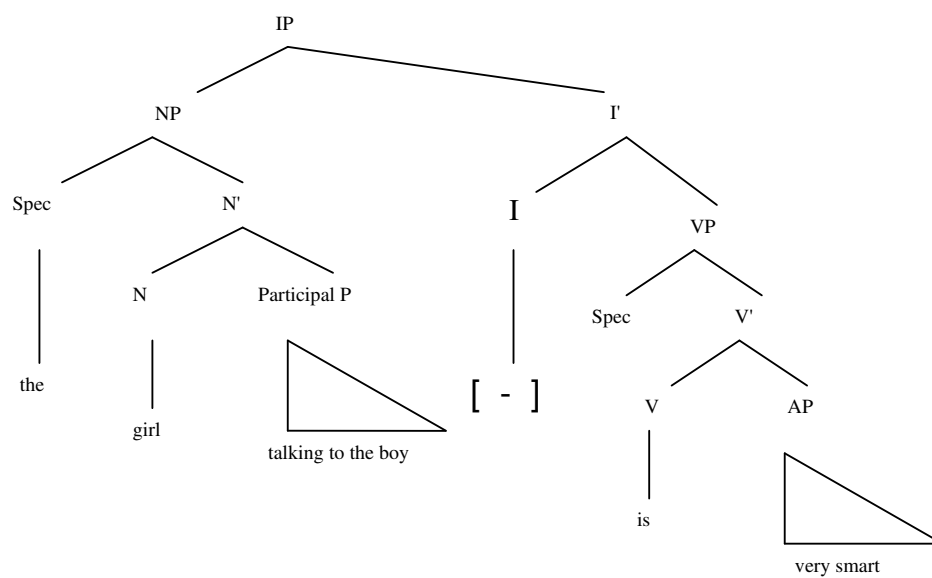 IP
NP I'
Spec N' I VP
N Participal P Spec V'
the [ - ] V AP
girl
talking to the boy
is
very smart